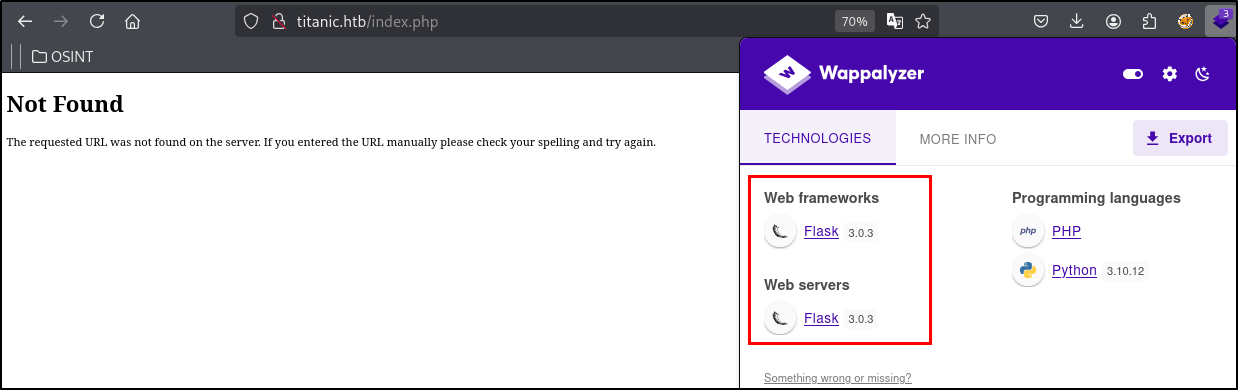 titanic.htb/index.php
70%
3
OSINT
Wappalyzer
TECHNOLOGIES
MORE INFO
Export
Not Found
The requested URL was not found on the server. If you entered the URL manually please check your spelling and try again.
Web frameworks
Flask 3.0.3
Web servers
Flask 3.0.3
Programming languages
php PHP
Python 3.10.12
Something wrong or missing?